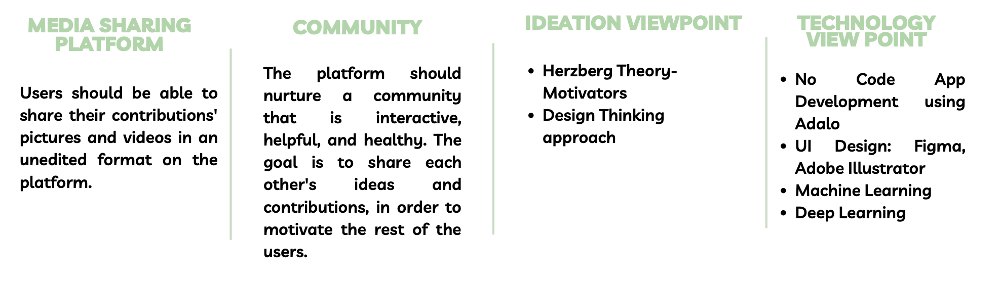 MEDIA SHARING
PLATFORM
Users should be able to
share their contributions'
pictures and videos in an
unedited format on the
platform.
COMMUNITY
The platform should
nurture a community
that is interactive,
helpful, and healthy. The
goal is to share each
other's ideas and
contributions, in order to
motivate the rest of the
users.
IDEATION VIEWPOINT
• Herzberg Theory-
Motivators
• Design Thinking
approach
TECHNOLOGY
VIEW POINT
• No Code App
Development using
Adalo
• UI Design: Figma,
Adobe Illustrator
• Machine Learning
• Deep Learning